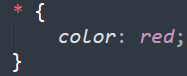 * {
    color: red;
}